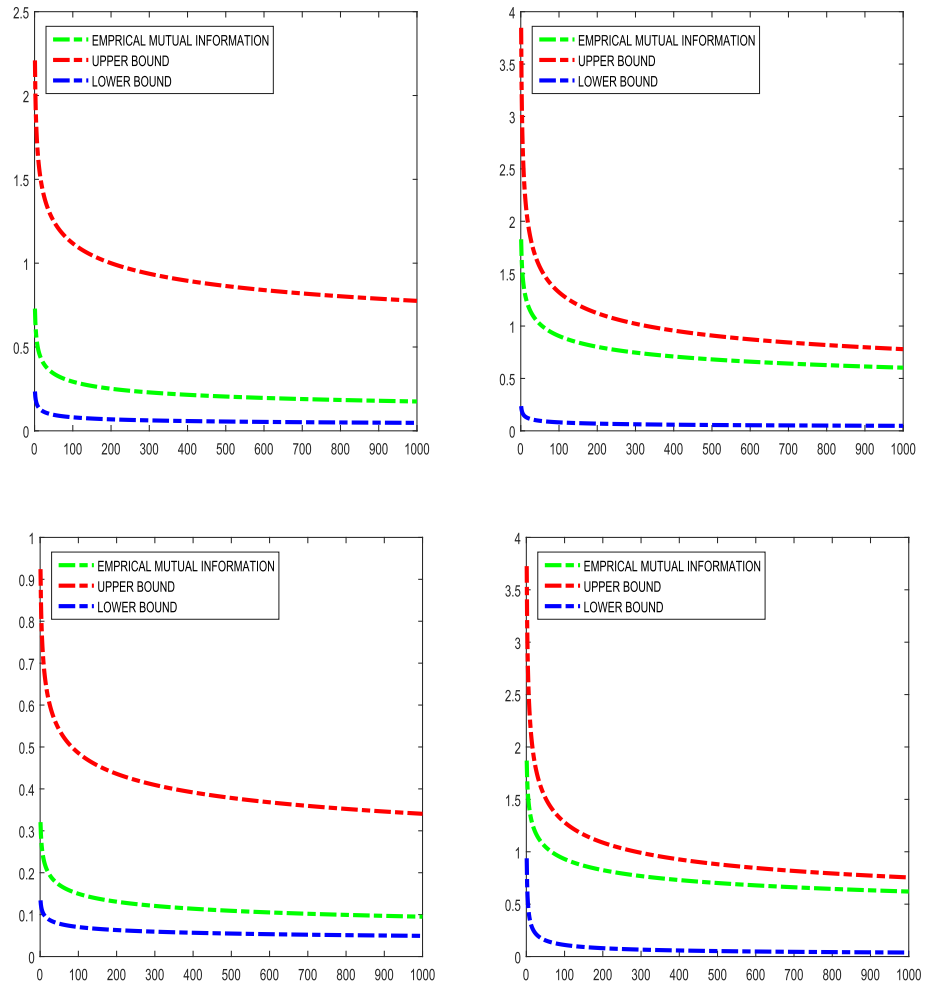 2.5
2
1.5
1
0.5
0
0 100 200 300 400 500 600 700 800 900 1000
EMPRICAL MUTUAL INFORMATION
UPPER BOUND
LOWER BOUND
4
3.5
3
2.5
2
1.5
1
0.5
0
0 100 200 300 400 500 600 700 800 900 1000
EMPRICAL MUTUAL INFORMATION
UPPER BOUND
LOWER BOUND
1
0.9
0.8
0.7
0.6
0.5
0.4
0.3
0.2
0.1
0
0 100 200 300 400 500 600 700 800 900 1000
EMPRICAL MUTUAL INFORMATION
UPPER BOUND
LOWER BOUND
4
3.5
3
2.5
2
1.5
1
0.5
0
0 100 200 300 400 500 600 700 800 900 1000
EMPRICAL MUTUAL INFORMATION
UPPER BOUND
LOWER BOUND